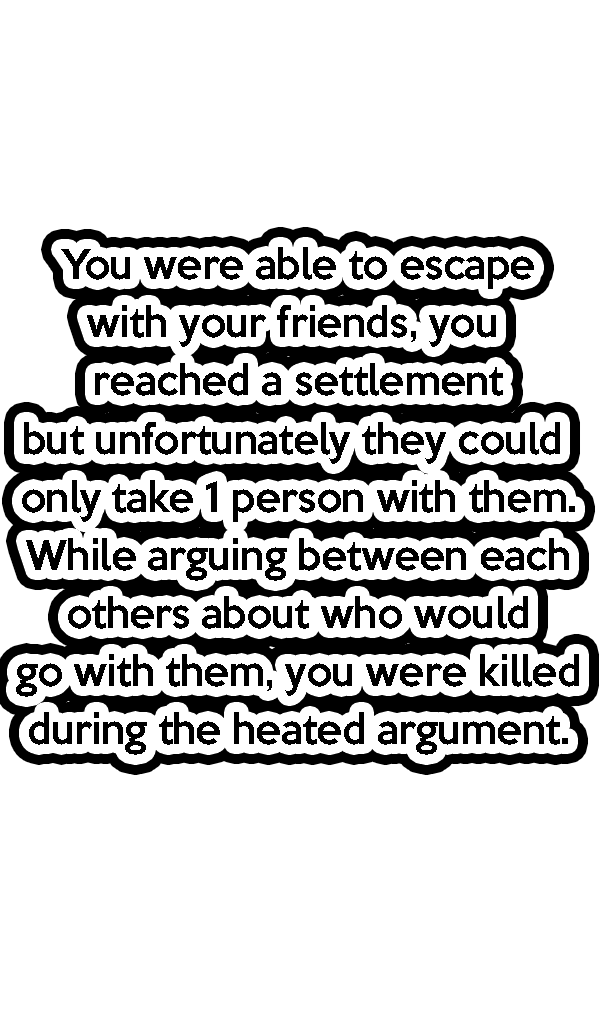 You were able to escape
with your friends, you
reached a settlement
but unfortunately they could
only take 1 person with them.
While arguing between each
others about who would
go with them, you were killed
during the heated argument.